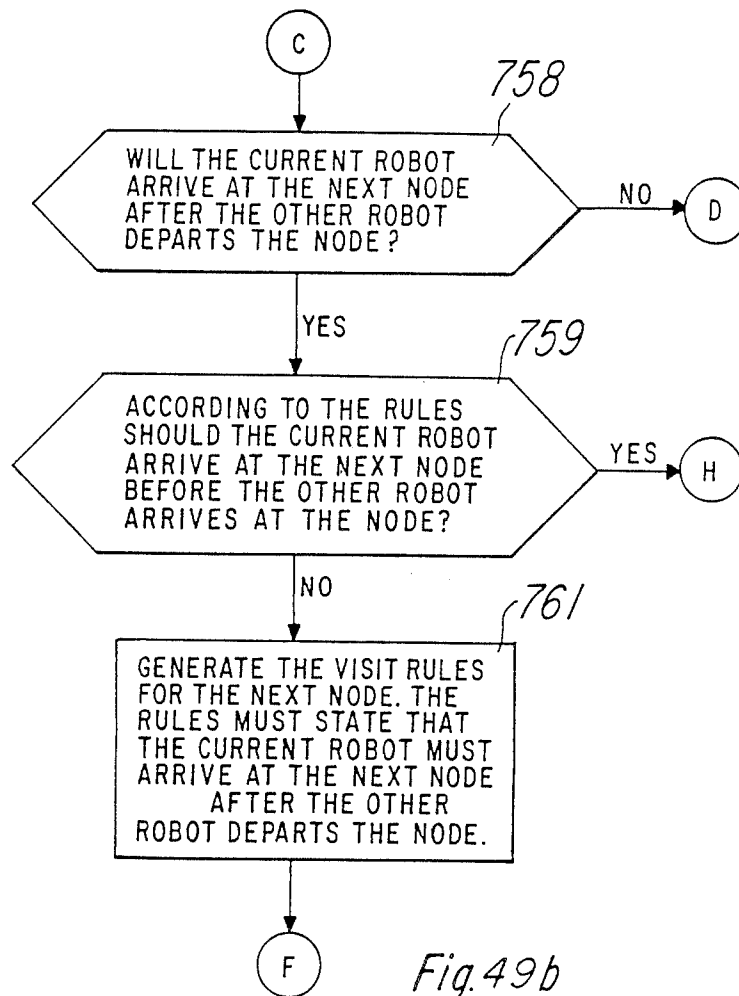 C
758
WILL THE CURRENT ROBOT
ARRIVE AT THE NEXT NODE
AFTER THE OTHER ROBOT
DEPARTS THE NODE?
NO
D
YES
759
ACCORDING TO THE RULES
SHOULD THE CURRENT ROBOT
ARRIVE AT THE NEXT NODE
BEFORE THE OTHER ROBOT
ARRIVES AT THE NODE?
YES
H
NO
761
GENERATE THE VISIT RULES
FOR THE NEXT NODE. THE
RULES MUST STATE THAT
THE CURRENT ROBOT MUST
ARRIVE AT THE NEXT NODE
AFTER THE OTHER
ROBOT DEPARTS THE NODE.
F
Fig. 49b